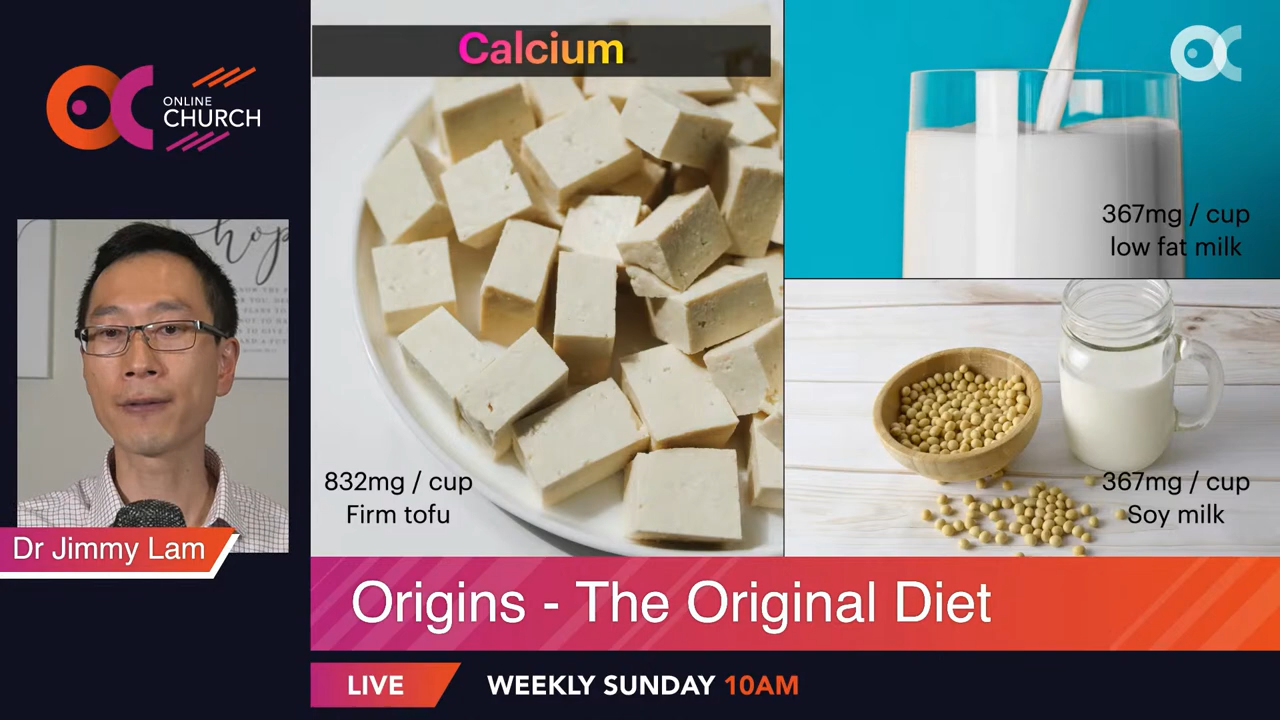 ONLINE
CHURCH
hop
Dr Jimmy Lam
Calcium
832mg / cup
Firm tofu
367mg / cup
low fat milk
367mg / cup
Soy milk
Origins - The Original Diet
LIVE
WEEKLY SUNDAY 10AM